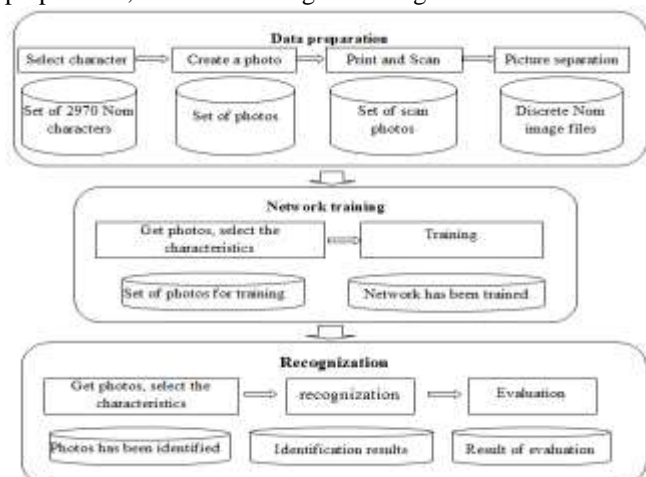 Data preparation
Select character
Create a photo
Print and Scan
Picture separation
Set of 2970 Nom
characters
Set of photos
Set of scan
photos
Discrete Nom
image files
Network training
Get photos, select the
characteristics
Training
Set of photos for training
Network has been trained
Recognization
Get photos, select the
characteristics
recognization
Evaluation
Photos has been identified
Identification results
Result of evaluation